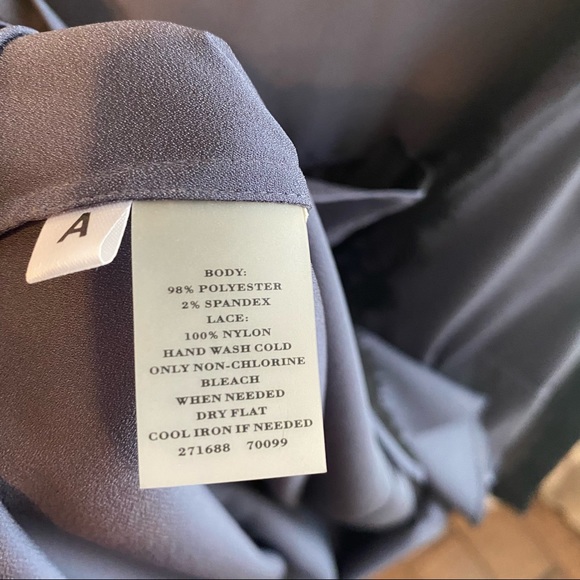 A
BODY:
98% POLYESTER
2% SPANDEX
LACE:
100% NYLON
HAND WASH COLD
ONLY NON-CHLORINE
BLEACH
WHEN NEEDED
DRY FLAT
COOL IRON IF NEEDED
271688 70099